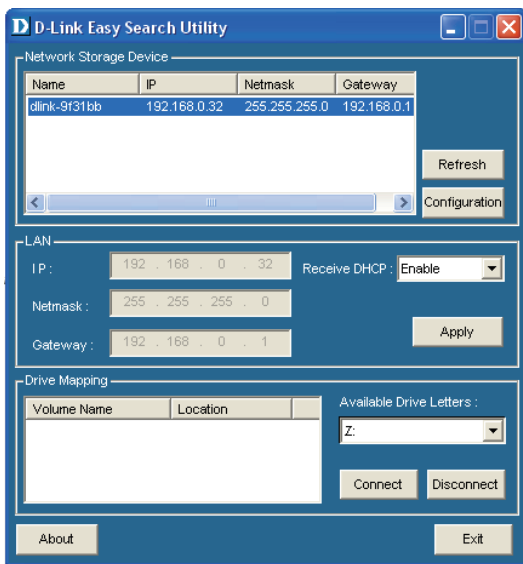 D D-Link Easy Search Utility
Network Storage Device
Name IP Netmask Gateway
dlink-9f31bb 192.168.0.32 255.255.255.0 192.168.0.1
Refresh
Configuration
LAN
IP : 192 . 168 . 0 . 32 Receive DHCP : Enable
Netmask : 255 . 255 . 255 . 0
Gateway : 192 . 168 . 0 . 1
Apply
Drive Mapping
Volume Name Location
Available Drive Letters :
Z:
Connect Disconnect
About Exit